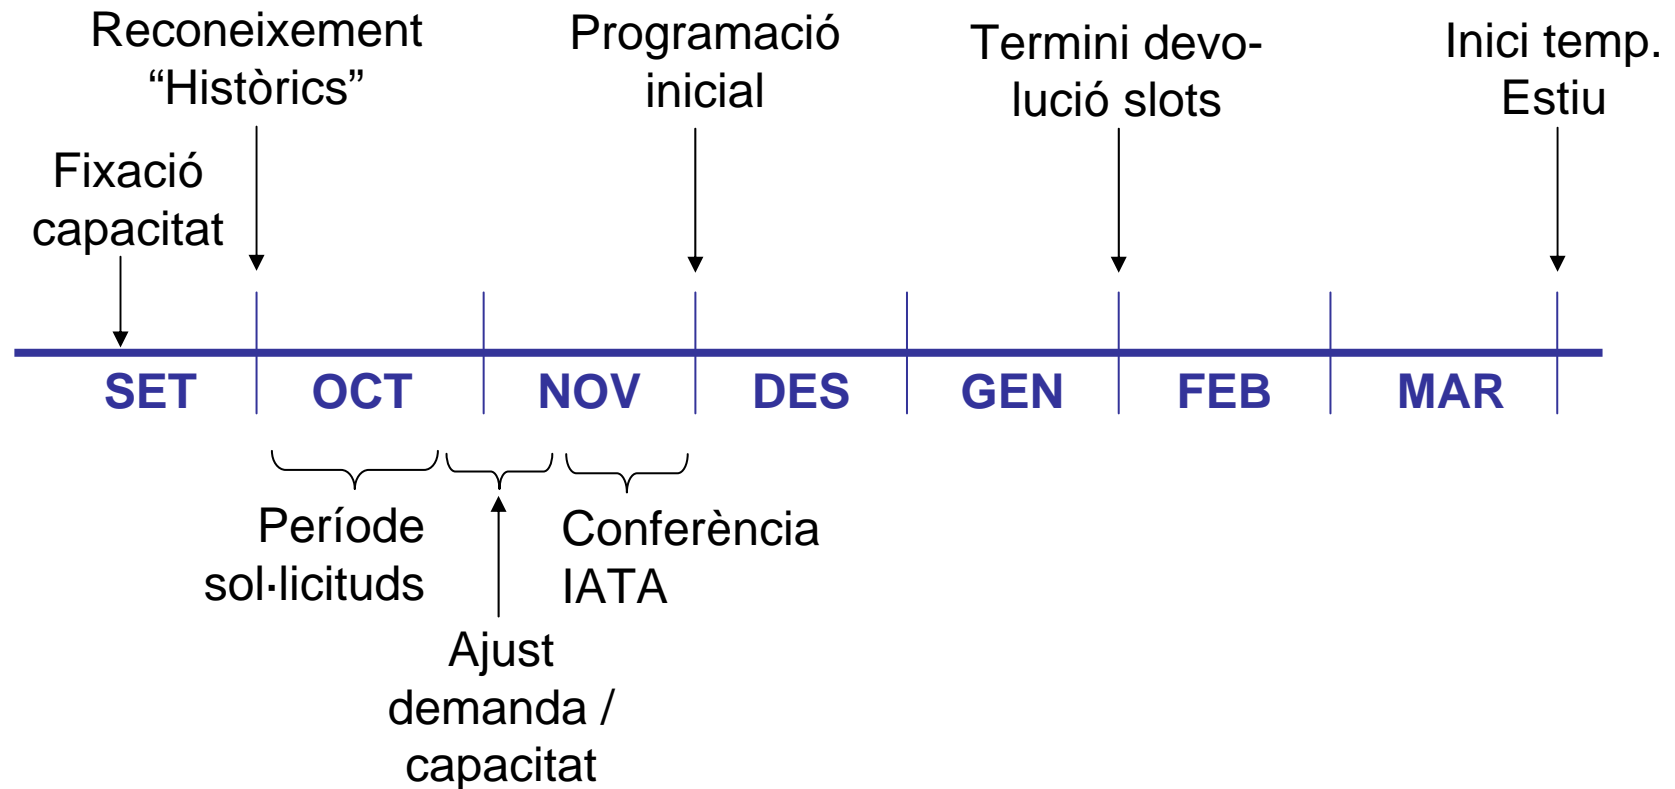 Reconeixement
“Històrics”
Programació
inicial
Termini devo-
lució slots
Inici temp.
Estiu
Fixació
capacitat
SET
OCT
NOV
DES
GEN
FEB
MAR
Període
sol·licituds
Conferència
IATA
Ajust
demanda /
capacitat